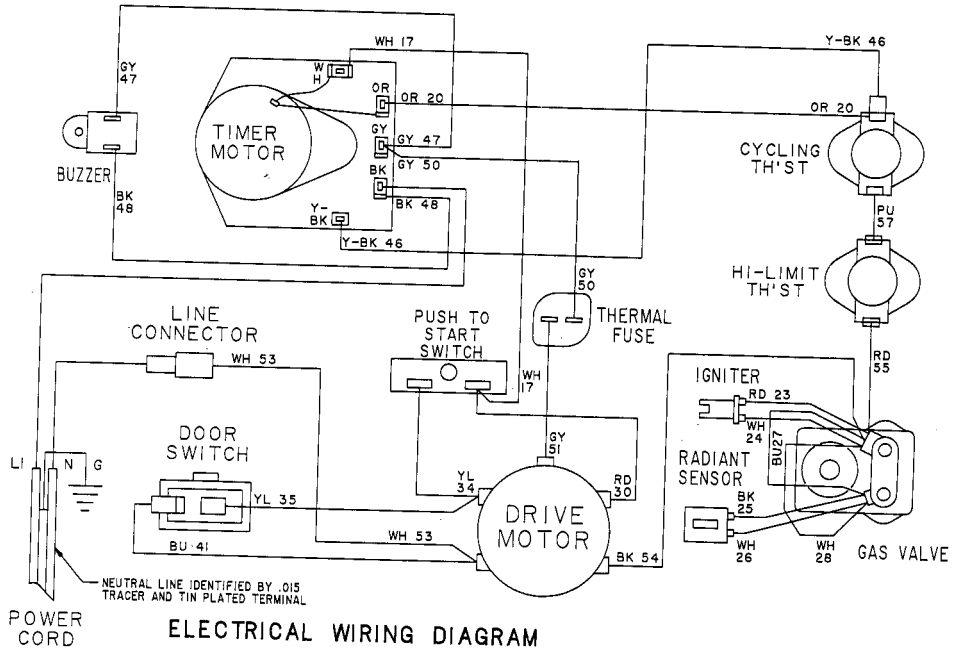 WH 17
Y-BK 46
GY
47
W
H
OR
OR 20
OR 20
TIMER
MOTOR
GY
GY 47
GY 50
CYCLING
TH'ST
BUZZER
BK
BK 48
BK
48
Y-
BK
Y-BK 46
PU
57
HI-LIMIT
TH'ST
GY
50
LINE
CONNECTOR
PUSH TO
START
SWITCH
THERMAL
FUSE
WH 53
WH
17
RD
55
IGNITER
RD 23
WH
24
BU27
DOOR
SWITCH
GY
51
L1
N
G
YL
34
RD
30
RADIANT
SENSOR
YL 35
BK
25
DRIVE
MOTOR
WH 53
BU 41
BK 54
WH
26
WH
28
GAS VALVE
NEUTRAL LINE IDENTIFIED BY .015
TRACER AND TIN PLATED TERMINAL
POWER
CORD
ELECTRICAL WIRING DIAGRAM